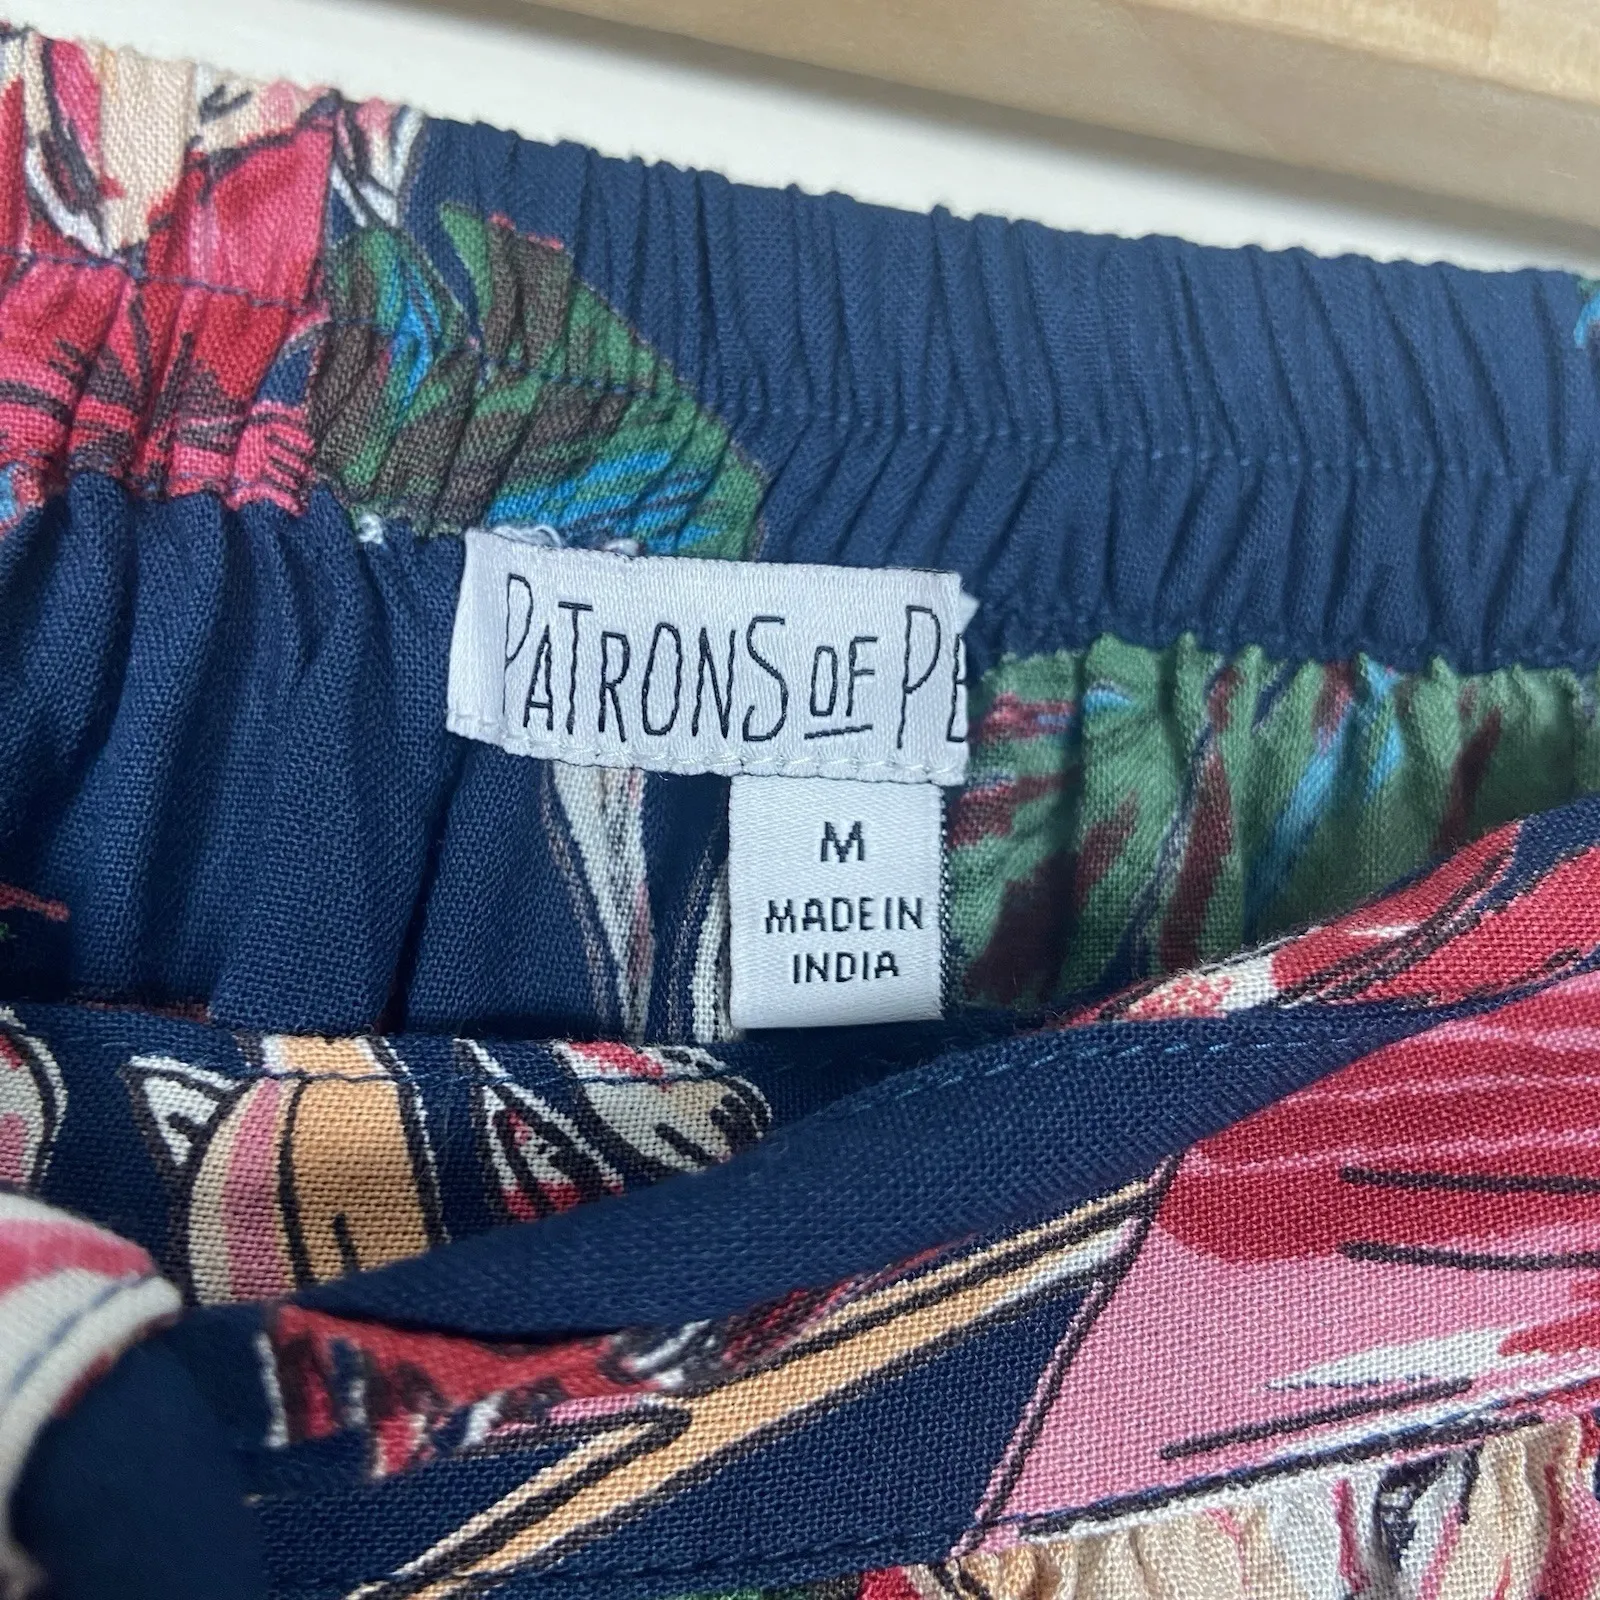 PATRONS OF PE
M
MADE IN
INDIA